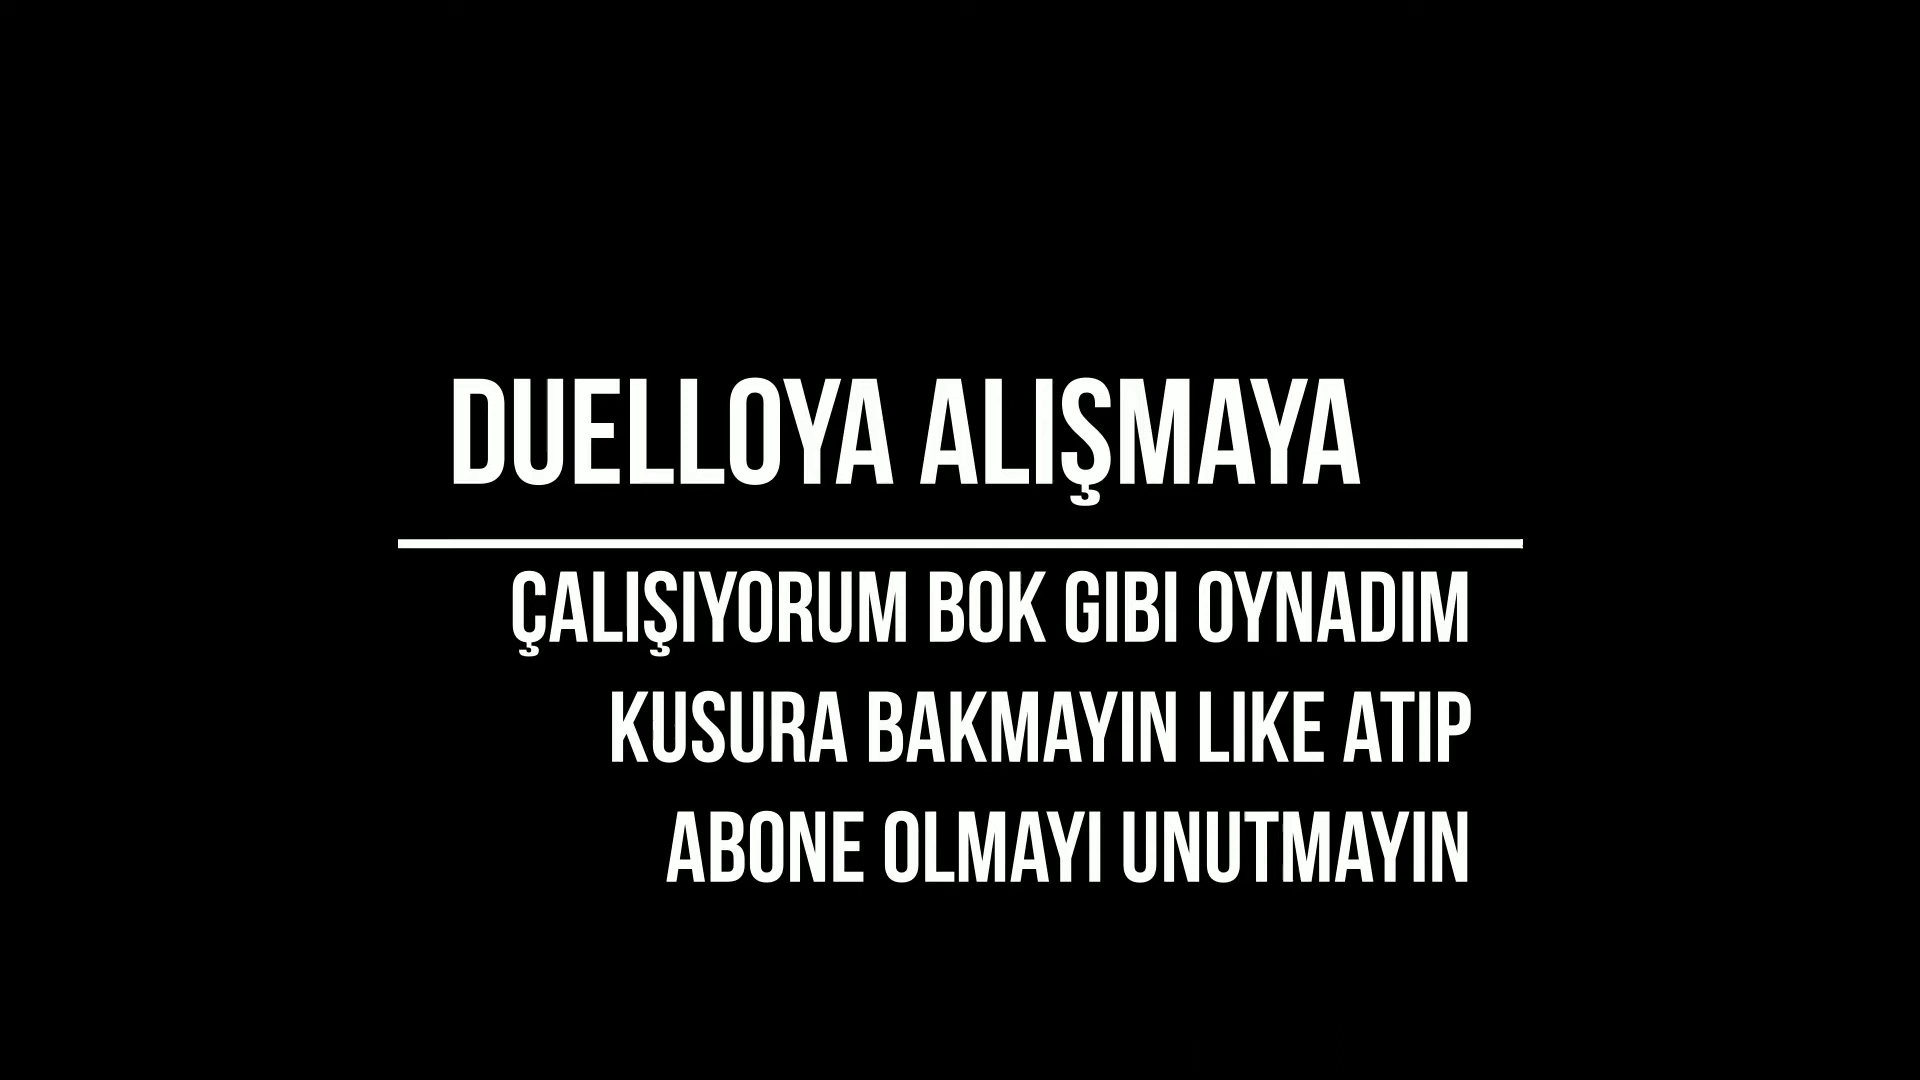 DUELLOYA ALIŞMAYA
ÇALIŞIYORUM BOK GIBI OYNADIM
KUSURA BAKMAYIN LIKE ATIP
ABONE OLMAYI UNUTMAYIN